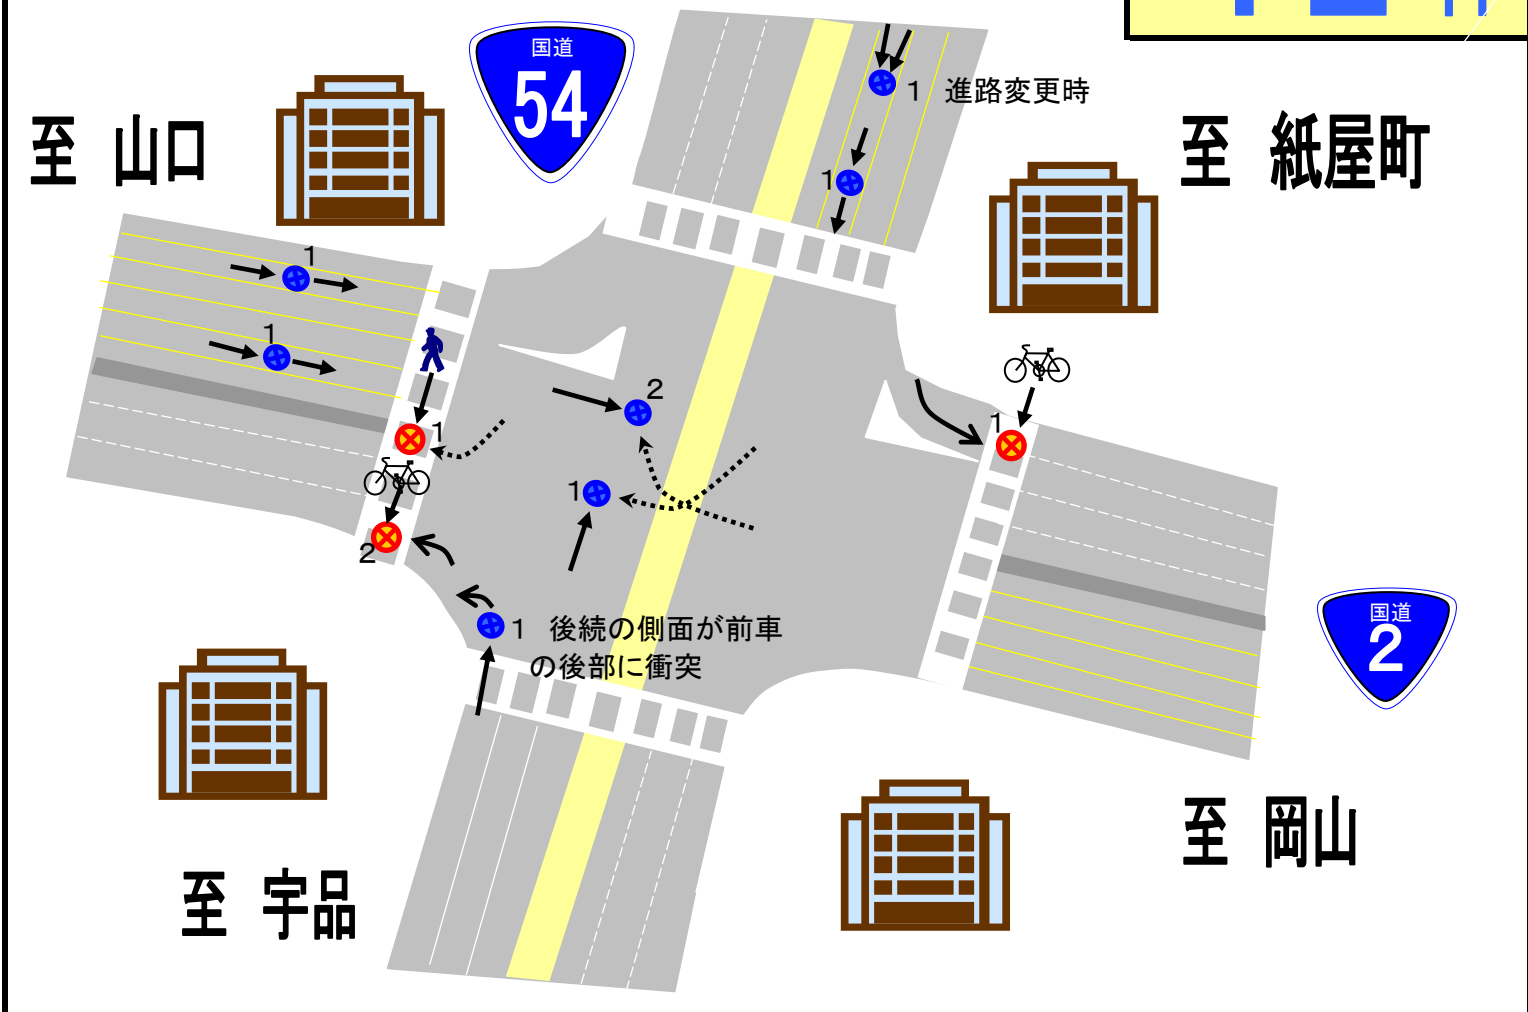 国道
54
1 進路変更時
至 山口
至 紙屋町
1
1
1
2
1
1
1
2
1 後続の側面が前車
の後部に衝突
国道
2
至 岡山
至 宇品